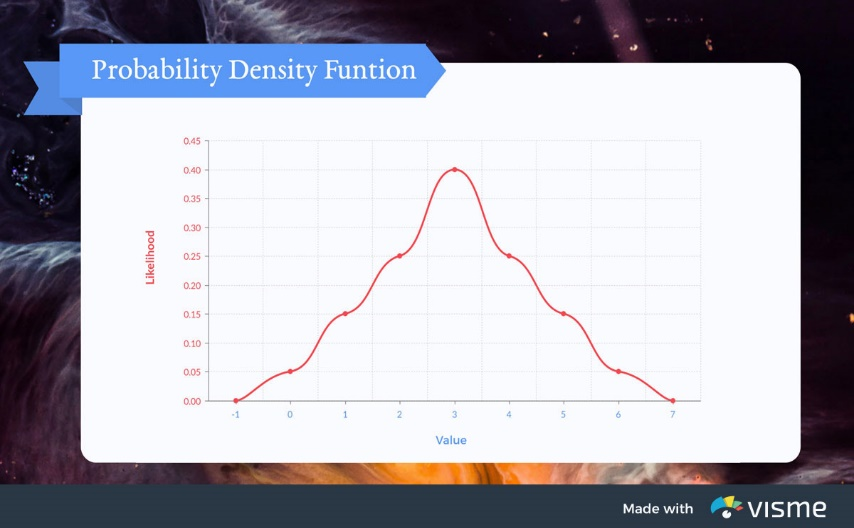 Probability Density Funtion
0.45
0.40
0.35
0.30
0.25
0.20
0.15
0.10
0.05
0.00
Likelihood
-1 0 1 2 3 4 5 6 7
Value
Made with visme